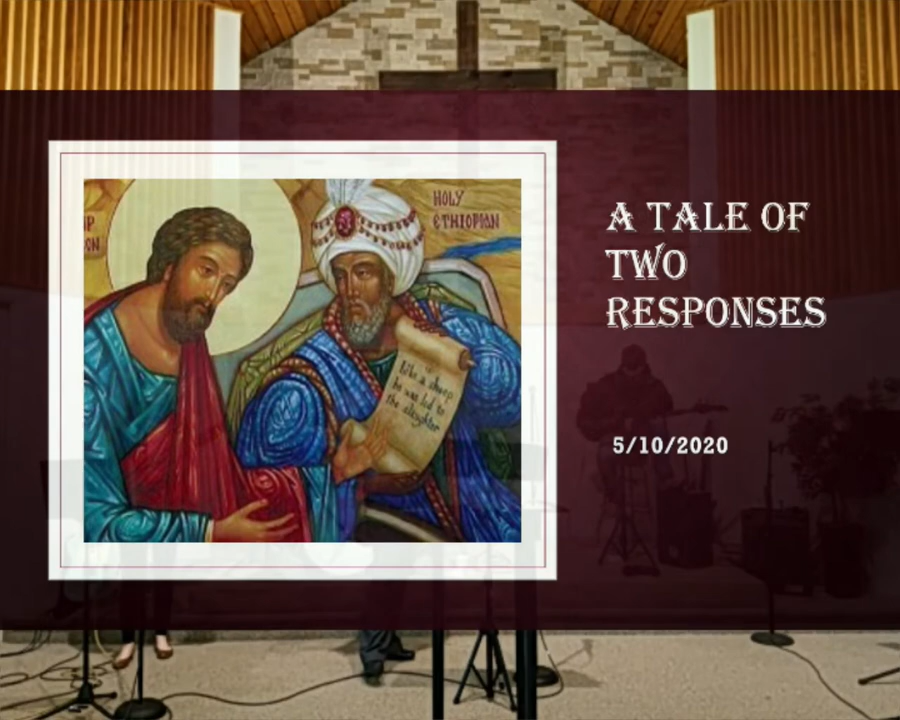 HOLY
ETHIOPIAN
Like a sheep
he was led to
the slaughter
A TALE OF
TWO
RESPONSES
5/10/2020